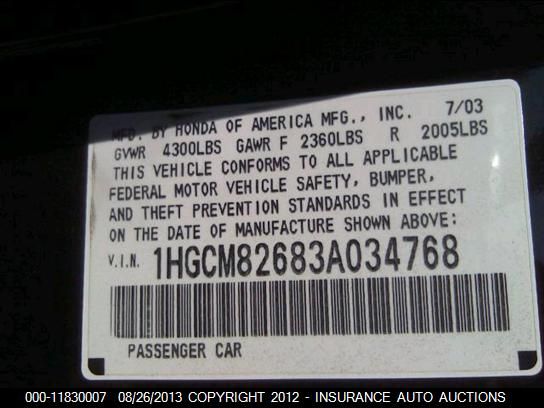 MFD. BY HONDA OF AMERICA MFG., INC. 7/03
GVWR 4300LBS GAWR F 2360LBS R 2005LBS
THIS VEHICLE CONFORMS TO ALL APPLICABLE
FEDERAL MOTOR VEHICLE SAFETY, BUMPER,
AND THEFT PREVENTION STANDARDS IN EFFECT
ON THE DATE OF MANUFACTURE SHOWN ABOVE:
V.I.N. 1HGCM82683A034768
PASSENGER CAR
000-11830007 08/26/2013 COPYRIGHT 2012 - INSURANCE AUTO AUCTIONS